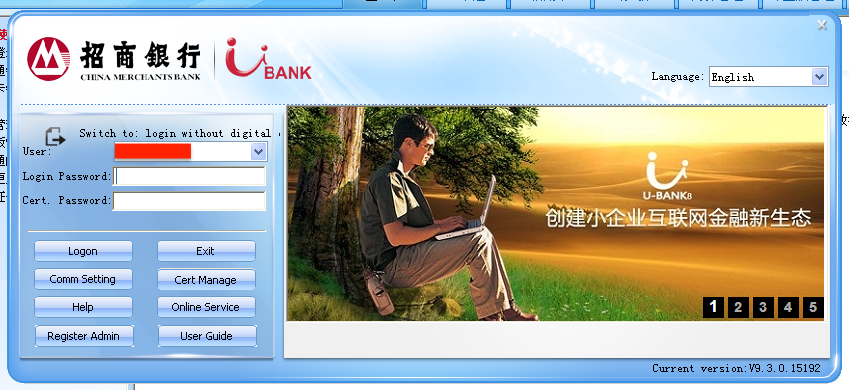 招商银行
CHINA MERCHANTS BANK
U BANK
Language: English
Switch to: login without digital
User:
Login Password:
Cert. Password:
Logon
Exit
Comm Setting
Cert Manage
Help
Online Service
Register Admin
User Guide
U-BANK8
创建小企业互联网金融新生态
1 2 3 4 5
Current version:V9.3.0.15192